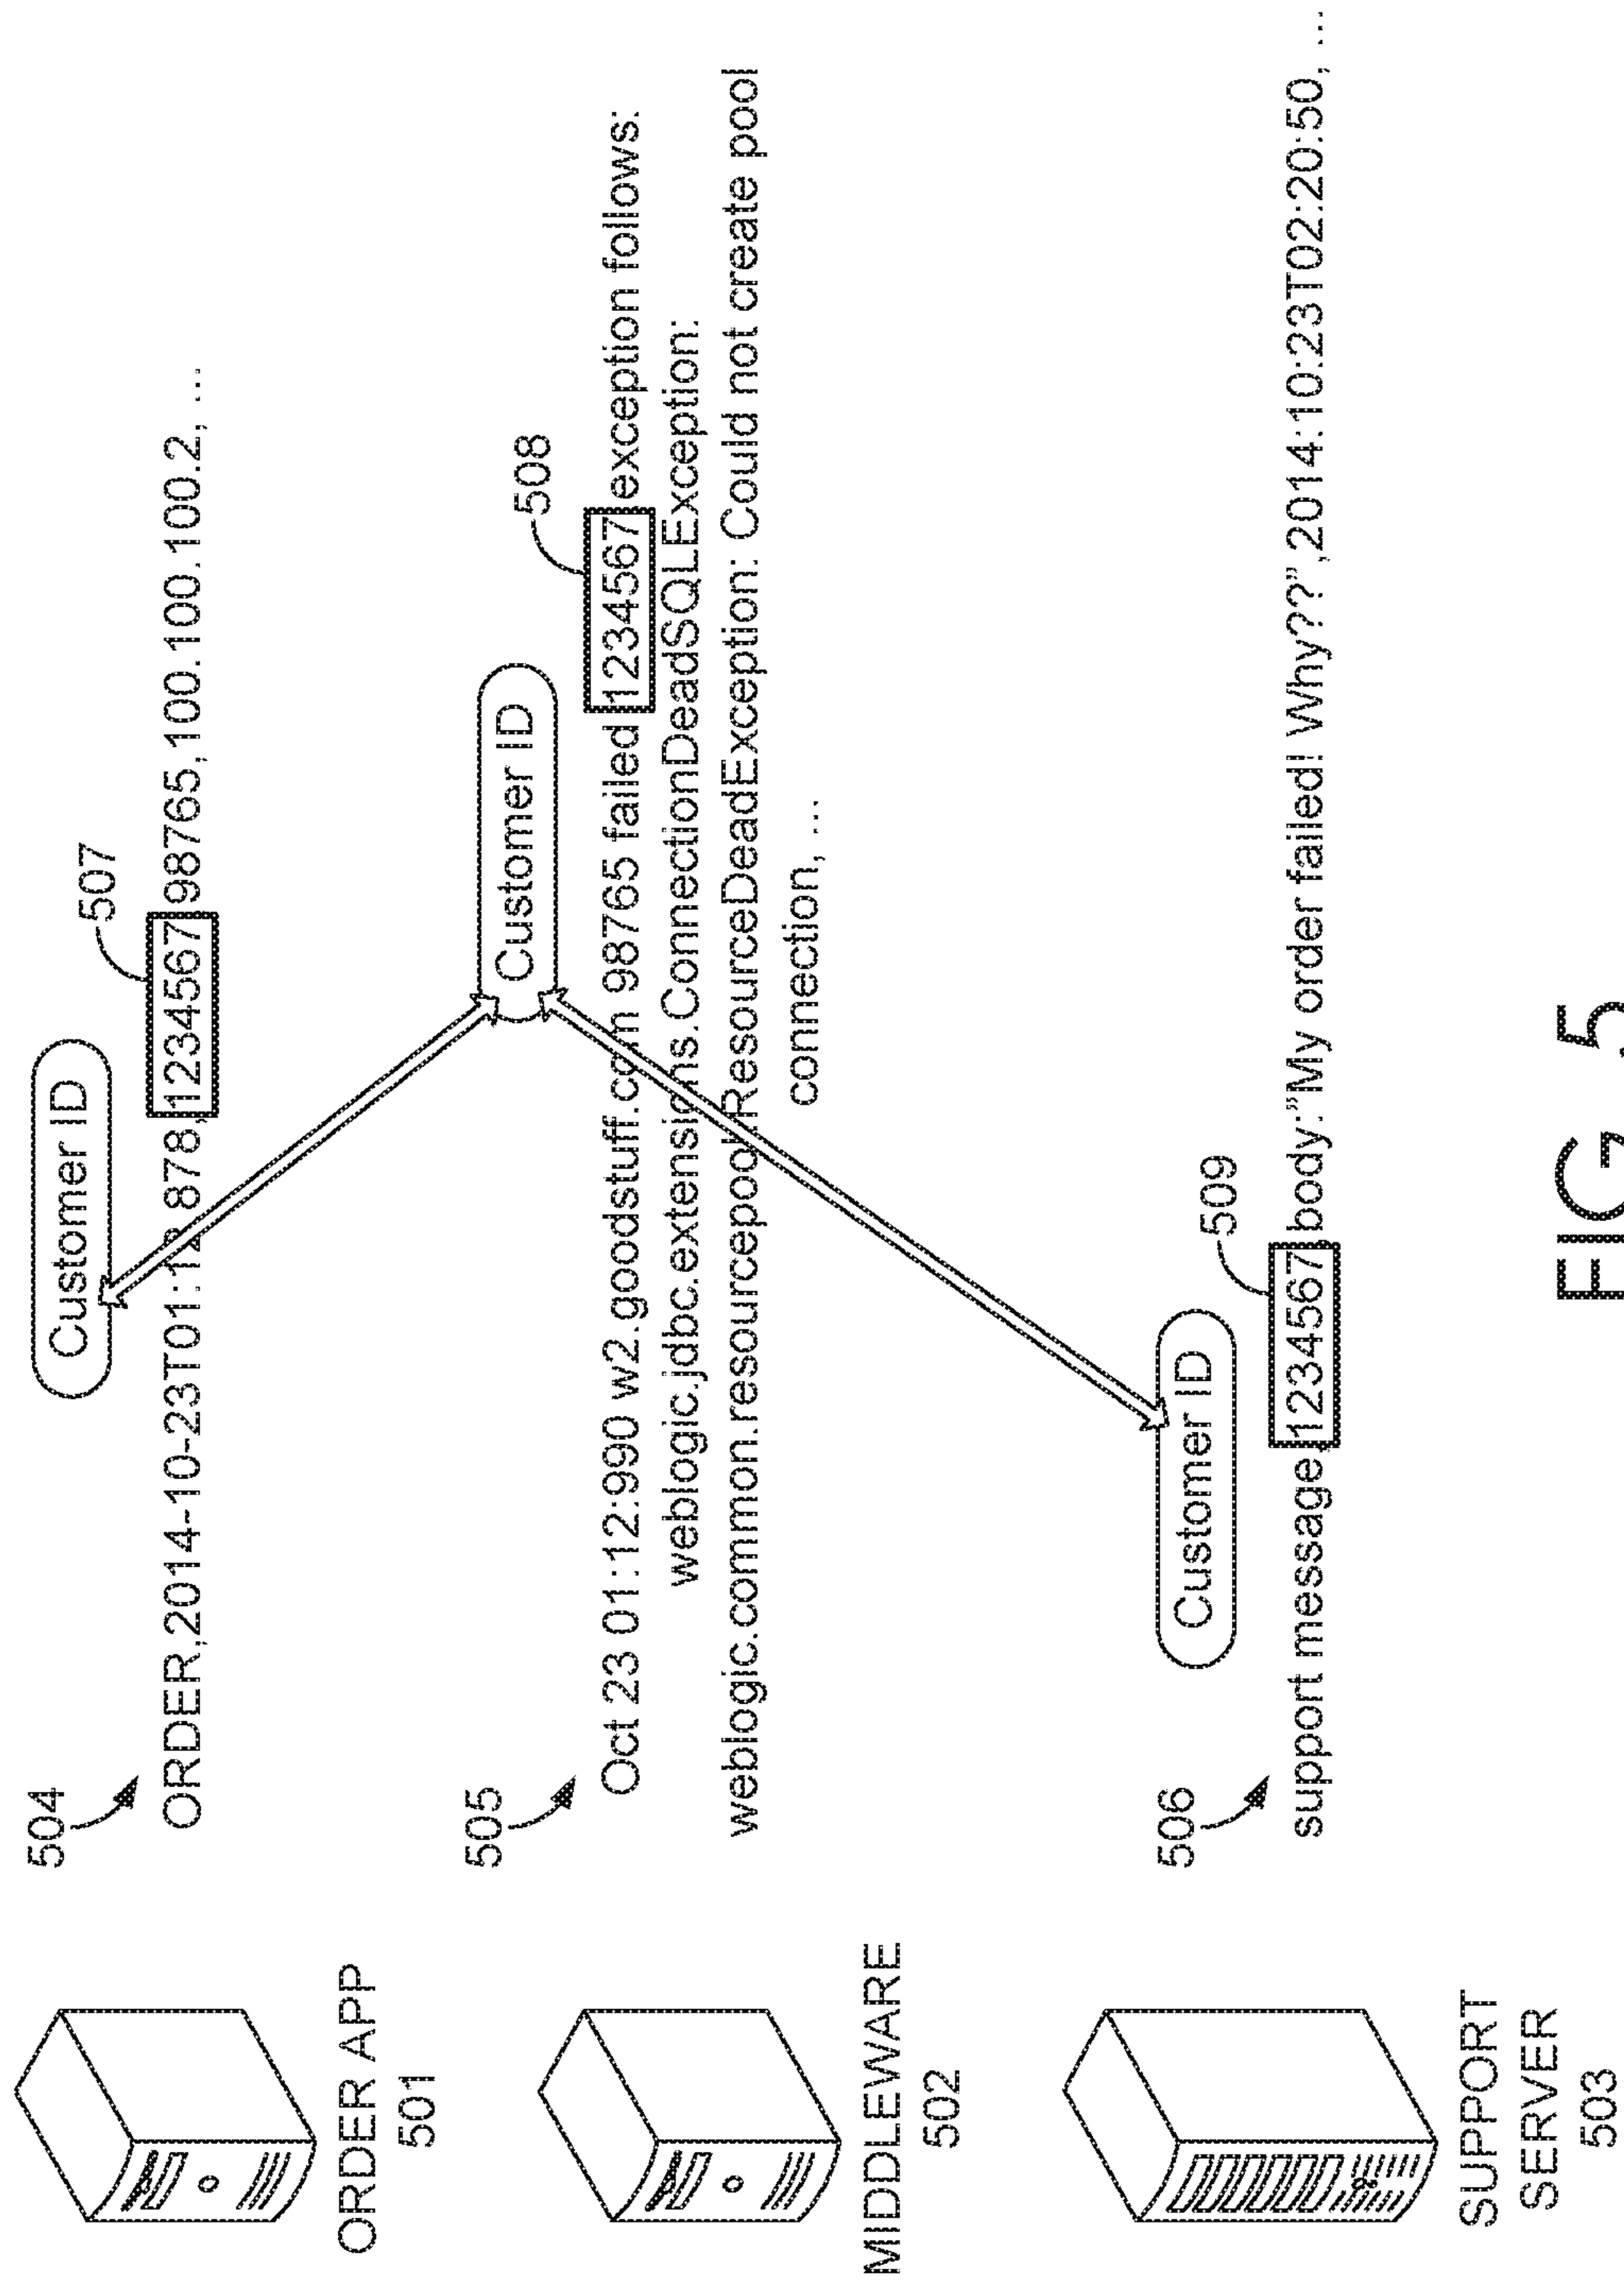 504
Customer ID
507
ORDER,2014-10-23T01:12.878,1234567,98765,100.100.100.2, ...
ORDER APP
501
505
Customer ID
508
Oct 23 01:12:990 w2.goodstuff.com 98765 failed 1234567 exception follows:
weblogic.jdbc.extensions.ConnectionDeadSQLException:
weblogic.common.resourcepool.ResourceDeadException: Could not create pool
connection, ...
MIDDLEWARE
502
506
Customer ID
509
support message,1234567,body:"My order failed! Why??",2014:10:23T02:20:50, ...
SUPPORT
SERVER
503
FIG. 5